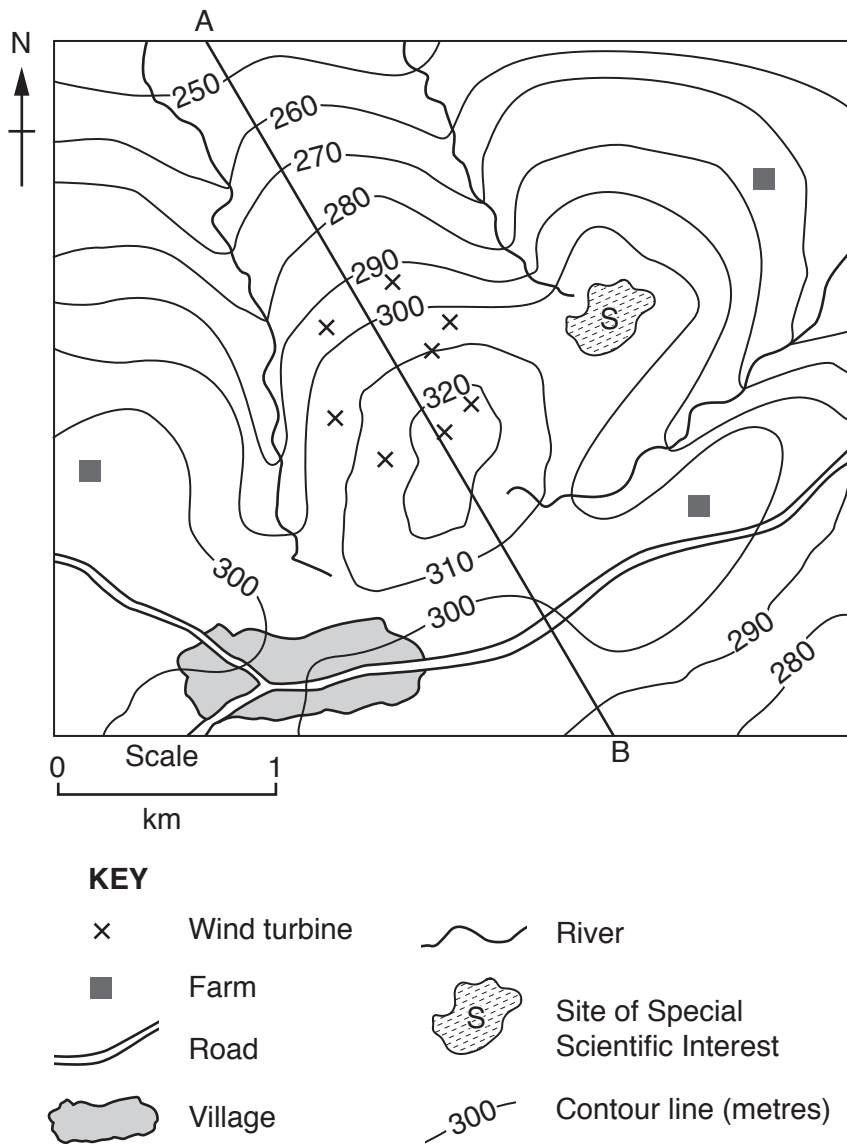 A
N
250
260
270
280
290
300
S
320
310
300
300
290
280
B
Scale
0 1
km
KEY
Wind turbine
River
Farm
S
Site of Special
Scientific Interest
Road
Village
300
Contour line (metres)